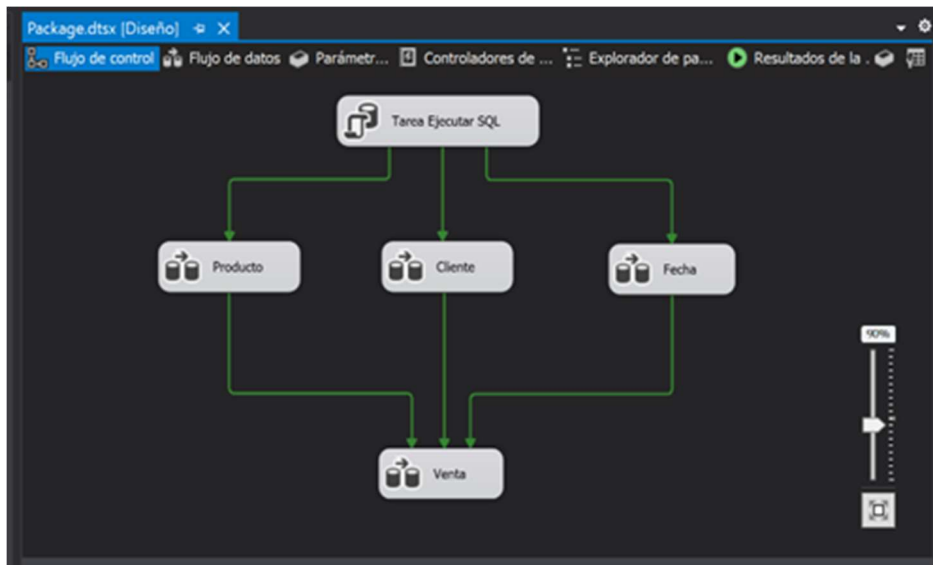 Package.dtsx [Diseño]
Flujo de control Flujo de datos Parámetr... Controladores de ... Explorador de pa... Resultados de la .
Tarea Ejecutar SQL
Producto Cliente Fecha
90%
Venta